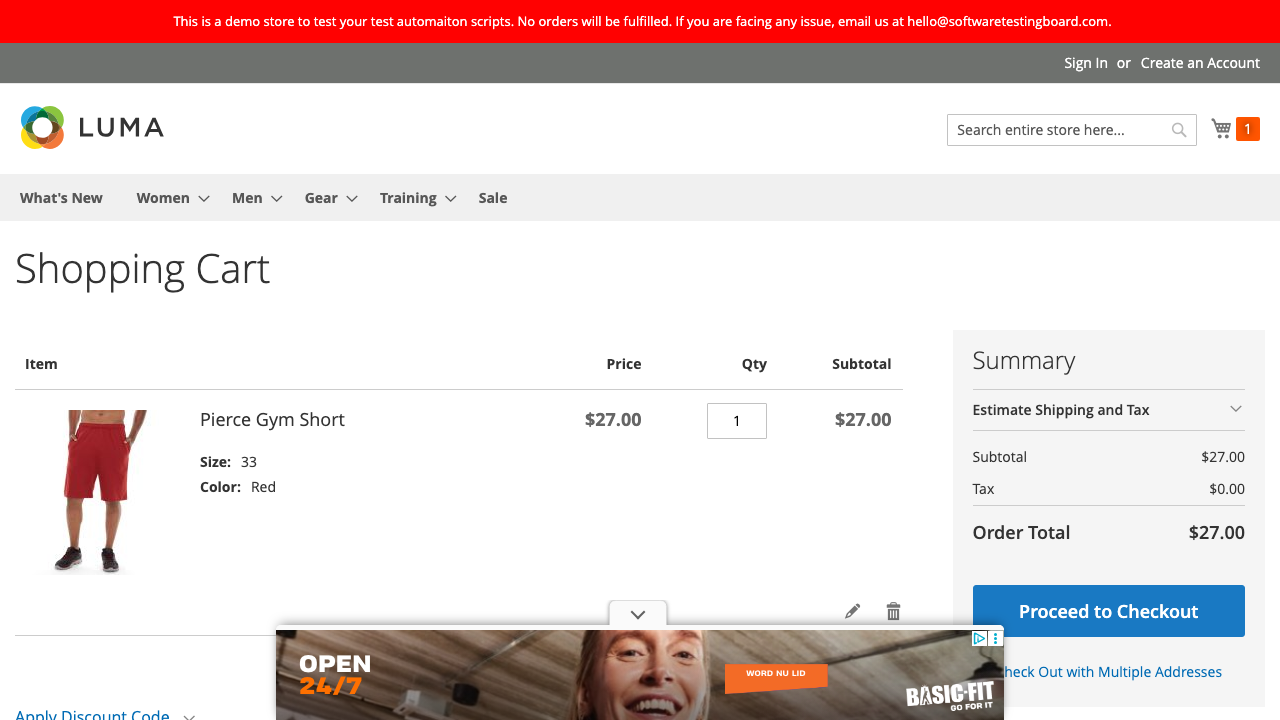 This is a demo store to test your test automaiton scripts. No orders will be fulfilled. If you are facing any issue, email us at hello@softwaretestingboard.com.
Sign In or Create an Account
LUMA
Search entire store here...
1
What's New Women Men Gear Training Sale
Shopping Cart
Item Price Qty Subtotal
Pierce Gym Short $27.00 1 $27.00
Size: 33
Color: Red
Summary
Estimate Shipping and Tax
Subtotal $27.00
Tax $0.00
Order Total $27.00
Proceed to Checkout
heck Out with Multiple Addresses
OPEN
24/7
WORD NU LID
BASIC-FIT
GO FOR IT
Apply Discount Code